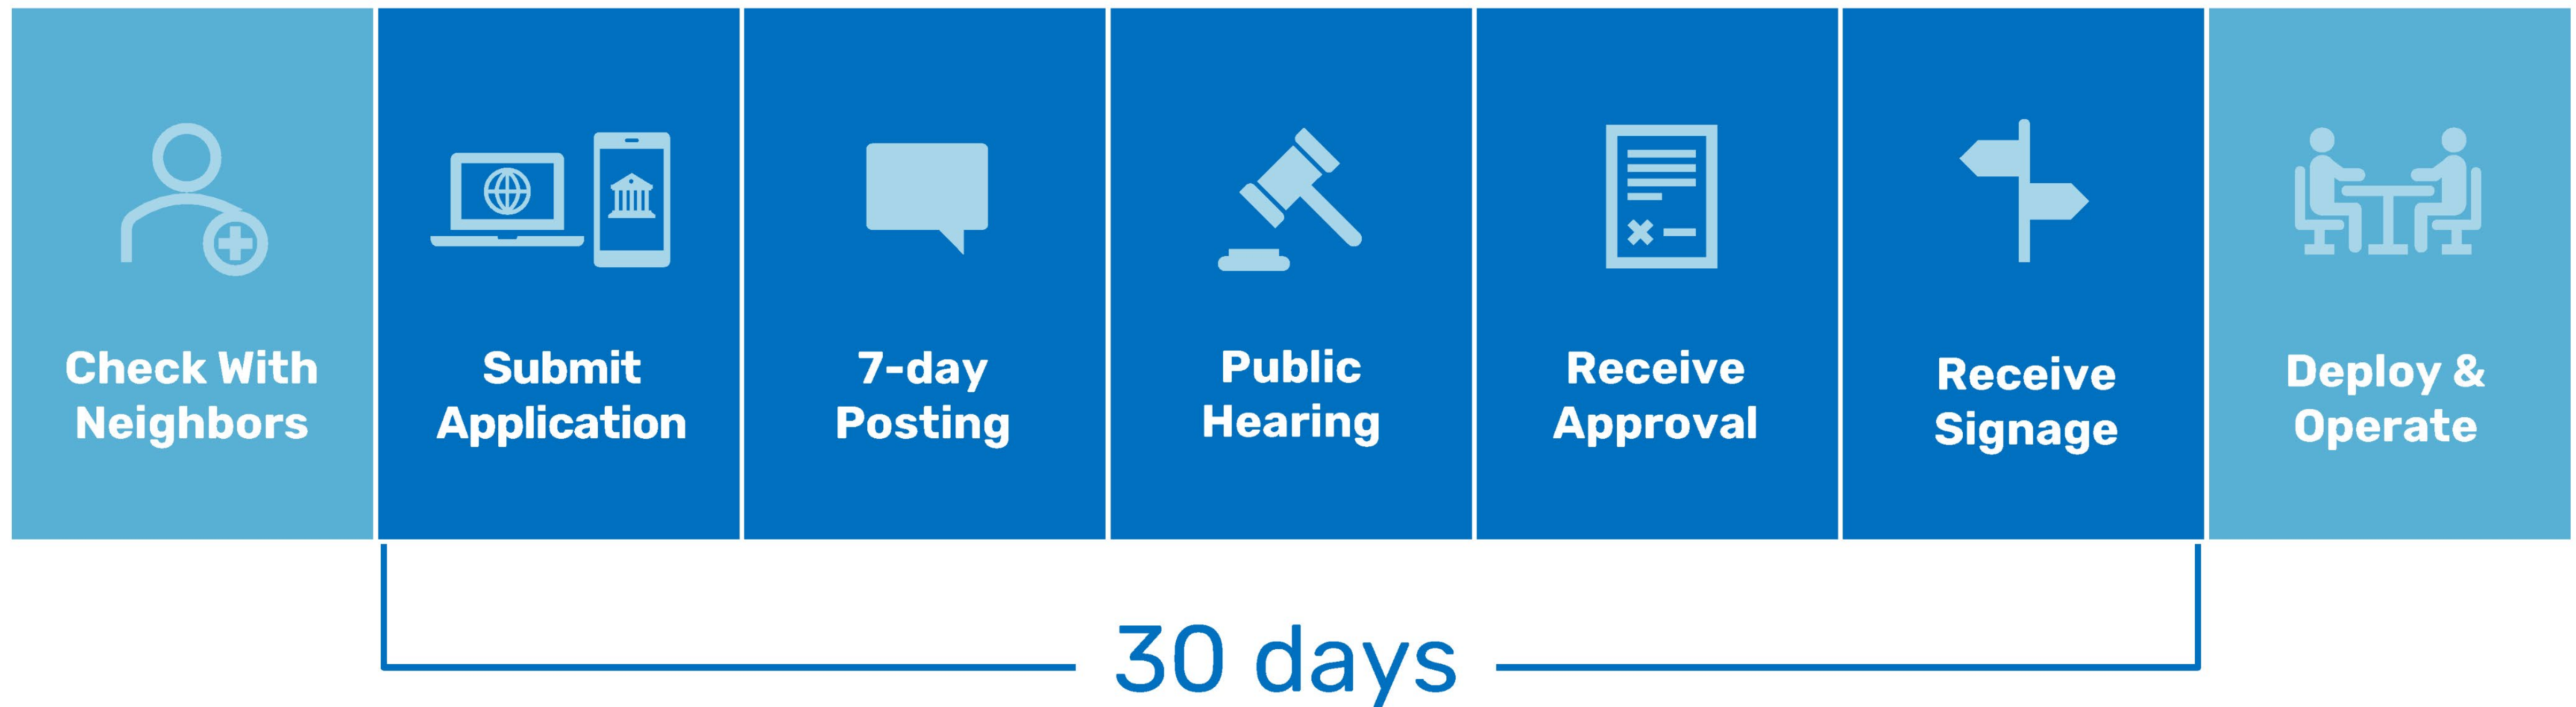 Check With
Neighbors
Submit
Application
7-day
Posting
Public
Hearing
Receive
Approval
Receive
Signage
Deploy &
Operate
30 days